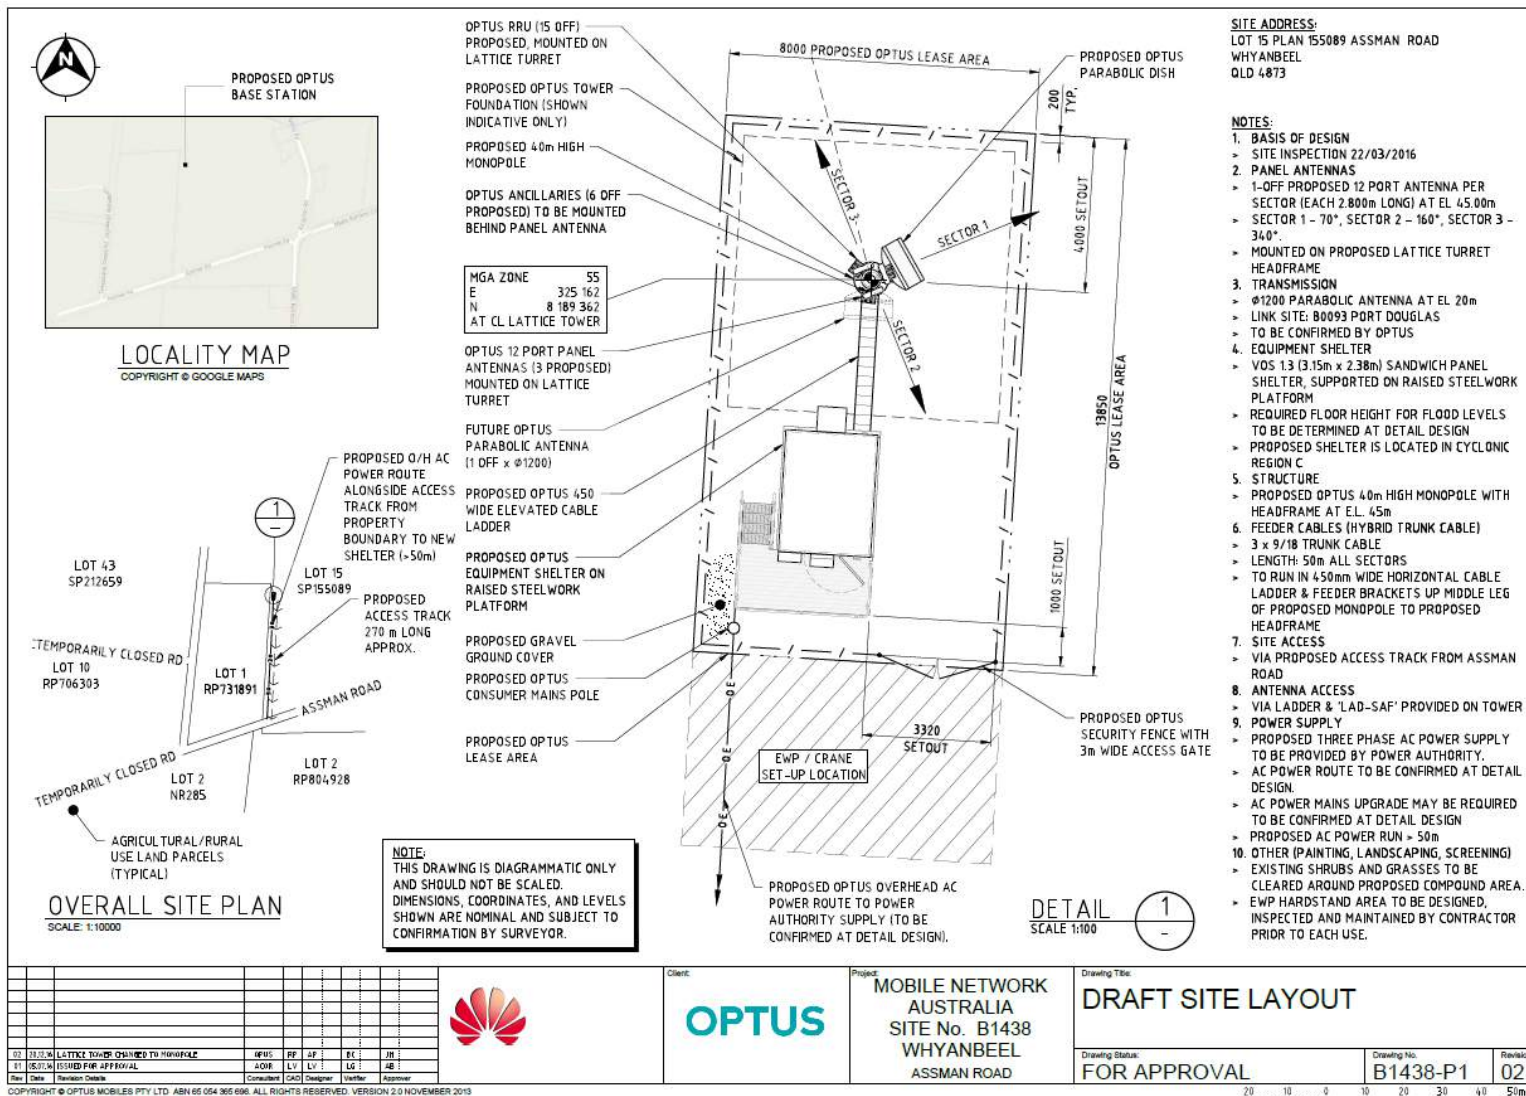 N
PROPOSED OPTUS
BASE STATION
LOCALITY MAP
COPYRIGHT © GOOGLE MAPS
OPTUS RRU (15 OFF)
PROPOSED, MOUNTED ON
LATTICE TURRET
PROPOSED OPTUS TOWER
FOUNDATION (SHOWN
INDICATIVE ONLY)
PROPOSED 40m HIGH
MONOPOLE
OPTUS ANCILLARIES (6 OFF
PROPOSED) TO BE MOUNTED
BEHIND PANEL ANTENNA
MGA ZONE 55
E 325 162
N 8 189 362
AT CL LATTICE TOWER
OPTUS 12 PORT PANEL
ANTENNAS (3 PROPOSED)
MOUNTED ON LATTICE
TURRET
FUTURE OPTUS
PARABOLIC ANTENNA
(1 OFF x Ø1200)
PROPOSED OPTUS 450
WIDE ELEVATED CABLE
LADDER
PROPOSED OPTUS
EQUIPMENT SHELTER ON
RAISED STEELWORK
PLATFORM
PROPOSED GRAVEL
GROUND COVER
PROPOSED OPTUS
CONSUMER MAINS POLE
PROPOSED OPTUS
LEASE AREA
8000 PROPOSED OPTUS LEASE AREA
PROPOSED OPTUS
PARABOLIC DISH
200
TYP.
SECTOR 3
SECTOR 1
SECTOR 2
4000 SETOUT
13850
OPTUS LEASE AREA
1000 SETOUT
3320
SETOUT
EWP / CRANE
SET-UP LOCATION
OE
OE
OE
PROPOSED OPTUS
SECURITY FENCE WITH
3m WIDE ACCESS GATE
PROPOSED OPTUS OVERHEAD AC
POWER ROUTE TO POWER
AUTHORITY SUPPLY (TO BE
CONFIRMED AT DETAIL DESIGN).
DETAIL
SCALE 1:100
1
-
PROPOSED O/H AC
POWER ROUTE
ALONGSIDE ACCESS
TRACK FROM
PROPERTY
BOUNDARY TO NEW
SHELTER (>50m)
1
-
LOT 43
SP212659
LOT 15
SP155089
PROPOSED
ACCESS TRACK
270 m LONG
APPROX.
TEMPORARILY CLOSED RD
LOT 10
RP706303
LOT 1
RP731891
ASSMAN ROAD
TEMPORARILY CLOSED RD
LOT 2
NR285
LOT 2
RP804928
AGRICULTURAL/RURAL
USE LAND PARCELS
(TYPICAL)
OVERALL SITE PLAN
SCALE: 1:10000
NOTE:
THIS DRAWING IS DIAGRAMMATIC ONLY
AND SHOULD NOT BE SCALED.
DIMENSIONS, COORDINATES, AND LEVELS
SHOWN ARE NOMINAL AND SUBJECT TO
CONFIRMATION BY SURVEYOR.
SITE ADDRESS:
LOT 15 PLAN 155089 ASSMAN ROAD
WHYANBEEL
QLD 4873
NOTES:
1. BASIS OF DESIGN
> SITE INSPECTION 22/03/2016
2. PANEL ANTENNAS
> 1-OFF PROPOSED 12 PORT ANTENNA PER
SECTOR (EACH 2.800m LONG) AT EL 45.00m
> SECTOR 1 - 70°, SECTOR 2 - 160°, SECTOR 3 -
340°.
> MOUNTED ON PROPOSED LATTICE TURRET
HEADFRAME
3. TRANSMISSION
> Ø1200 PARABOLIC ANTENNA AT EL 20m
> LINK SITE: B0093 PORT DOUGLAS
> TO BE CONFIRMED BY OPTUS
4. EQUIPMENT SHELTER
> VOS 1.3 (3.15m x 2.38m) SANDWICH PANEL
SHELTER, SUPPORTED ON RAISED STEELWORK
PLATFORM
> REQUIRED FLOOR HEIGHT FOR FLOOD LEVELS
TO BE DETERMINED AT DETAIL DESIGN
> PROPOSED SHELTER IS LOCATED IN CYCLONIC
REGION C
5. STRUCTURE
> PROPOSED OPTUS 40m HIGH MONOPOLE WITH
HEADFRAME AT E.L. 45m
6. FEEDER CABLES (HYBRID TRUNK CABLE)
> 3 x 9/18 TRUNK CABLE
> LENGTH: 50m ALL SECTORS
> TO RUN IN 450mm WIDE HORIZONTAL CABLE
LADDER & FEEDER BRACKETS UP MIDDLE LEG
OF PROPOSED MONOPOLE TO PROPOSED
HEADFRAME
7. SITE ACCESS
> VIA PROPOSED ACCESS TRACK FROM ASSMAN
ROAD
8. ANTENNA ACCESS
> VIA LADDER & 'LAD-SAF' PROVIDED ON TOWER
9. POWER SUPPLY
> PROPOSED THREE PHASE AC POWER SUPPLY
TO BE PROVIDED BY POWER AUTHORITY.
> AC POWER ROUTE TO BE CONFIRMED AT DETAIL
DESIGN.
> AC POWER MAINS UPGRADE MAY BE REQUIRED
TO BE CONFIRMED AT DETAIL DESIGN
> PROPOSED AC POWER RUN > 50m
10. OTHER (PAINTING, LANDSCAPING, SCREENING)
> EXISTING SHRUBS AND GRASSES TO BE
CLEARED AROUND PROPOSED COMPOUND AREA.
> EWP HARDSTAND AREA TO BE DESIGNED,
INSPECTED AND MAINTAINED BY CONTRACTOR
PRIOR TO EACH USE.
02 LATTICE TOWER CHANGED TO MONOPOLE OPUS RP AP BC JH
01 05.07.16 ISSUED FOR APPROVAL LV LV LG AB
Rev Date Revision Details Consultant CAD Designer Verifier Approver
Client:
OPTUS
Project:
MOBILE NETWORK
AUSTRALIA
SITE No. B1438
WHYANBEEL
ASSMAN ROAD
Drawing Title:
DRAFT SITE LAYOUT
Drawing Status:
FOR APPROVAL
Drawing No.
B1438-P1
Revision
02
COPYRIGHT © OPTUS MOBILES PTY LTD ABN 65 054 365 696. ALL RIGHTS RESERVED. VERSION 2.0 NOVEMBER 2013
20 10 0 10 20 30 40 50m